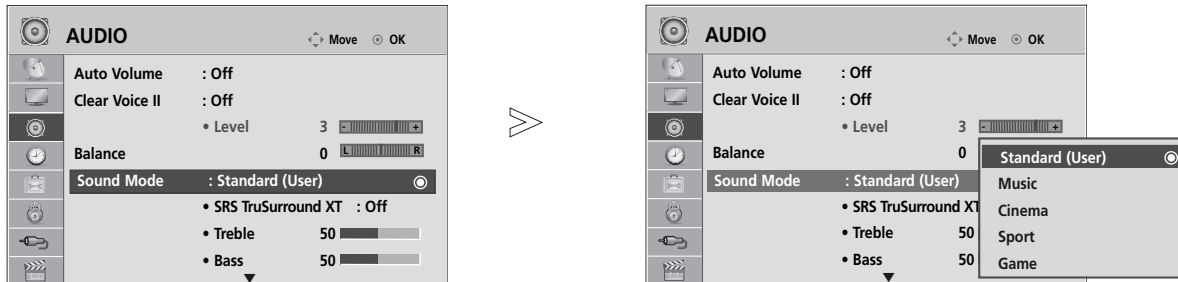 AUDIO Move OK
Auto Volume : Off
Clear Voice II : Off
• Level 3 - +
Balance 0 L R
Sound Mode : Standard (User)
• SRS TruSurround XT : Off
• Treble 50
• Bass 50
>
AUDIO Move OK
Auto Volume : Off
Clear Voice II : Off
• Level 3 - +
Balance 0
Sound Mode : Standard (User)
• SRS TruSurround XT
• Treble 50
• Bass 50
Standard (User)
Music
Cinema
Sport
Game